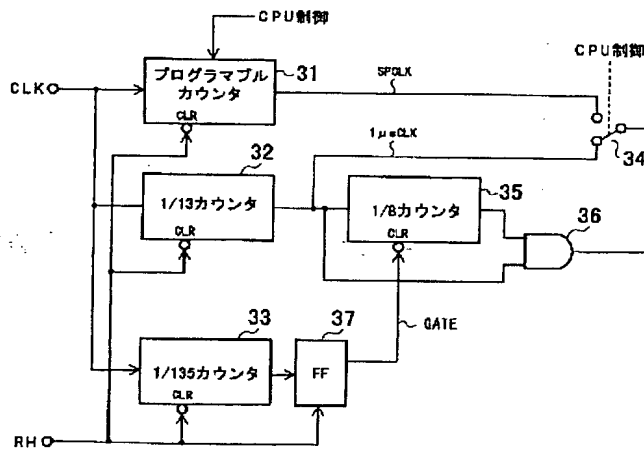 CPU制御
プログラマブル
カウンタ
CLR
31
CLK
SPCLK
CPU制御
1μsCLK
34
32
1/13カウンタ
CLR
35
1/8カウンタ
CLR
36
33
1/135カウンタ
CLR
37
FF
GATE
RH